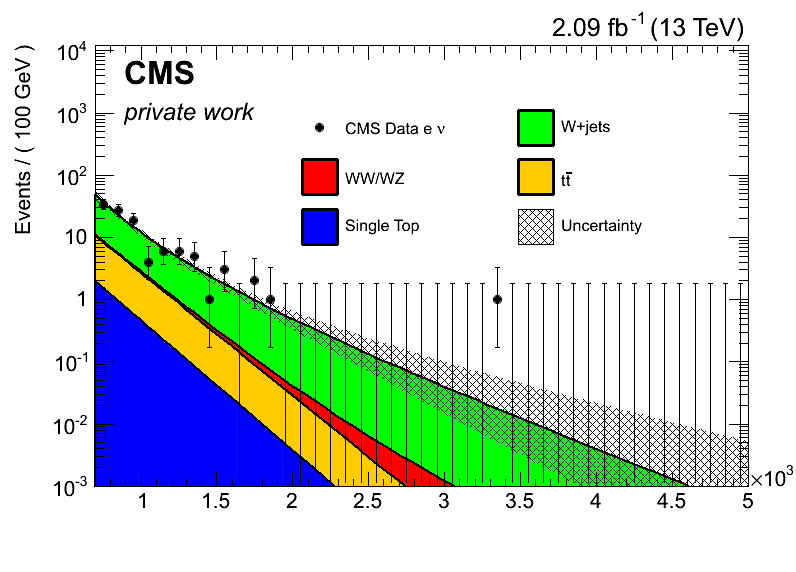 2.09 fb⁻¹ (13 TeV)
CMS
private work
Events / ( 100 GeV )
10⁴
10³
10²
10
1
10⁻¹
10⁻²
10⁻³
CMS Data e ν
W+jets
WW/WZ
tt̄
Single Top
Uncertainty
1 1.5 2 2.5 3 3.5 4 4.5 5
×10³